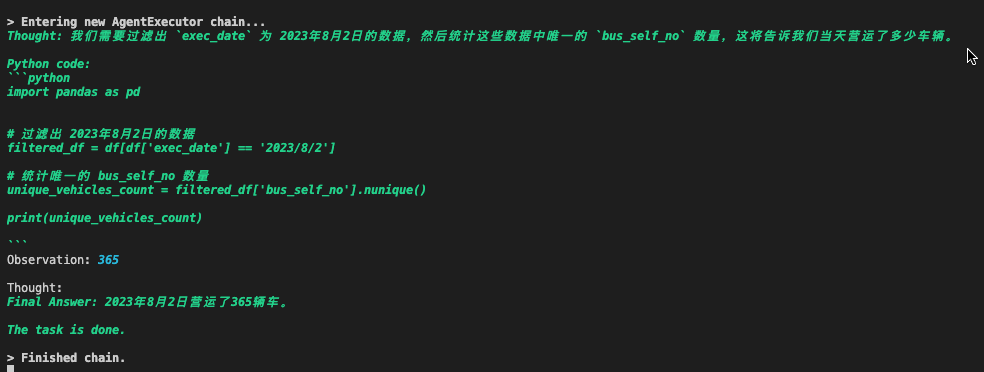 > Entering new AgentExecutor chain...
Thought: 我们需要过滤出 `exec_date` 为 2023年8月2日的数据，然后统计这些数据中唯一的 `bus_self_no` 数量，这将告诉我们当天营运了多少车辆。
Python code:
```python
import pandas as pd
# 过滤出 2023年8月2日的数据
filtered_df = df[df['exec_date'] == '2023/8/2']
# 统计唯一的 bus_self_no 数量
unique_vehicles_count = filtered_df['bus_self_no'].nunique()
print(unique_vehicles_count)
```
Observation: 365
Thought:
Final Answer: 2023年8月2日营运了365辆车。
The task is done.
> Finished chain.